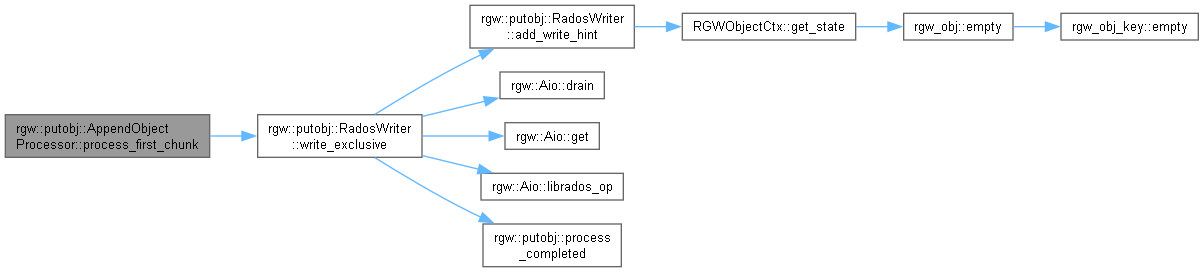 rgw::putobj::AppendObject
Processor::process_first_chunk
rgw::putobj::RadosWriter
::write_exclusive
rgw::putobj::RadosWriter
::add_write_hint
RGWObjectCtx::get_state
rgw_obj::empty
rgw_obj_key::empty
rgw::Aio::drain
rgw::Aio::get
rgw::Aio::librados_op
rgw::putobj::process
_completed